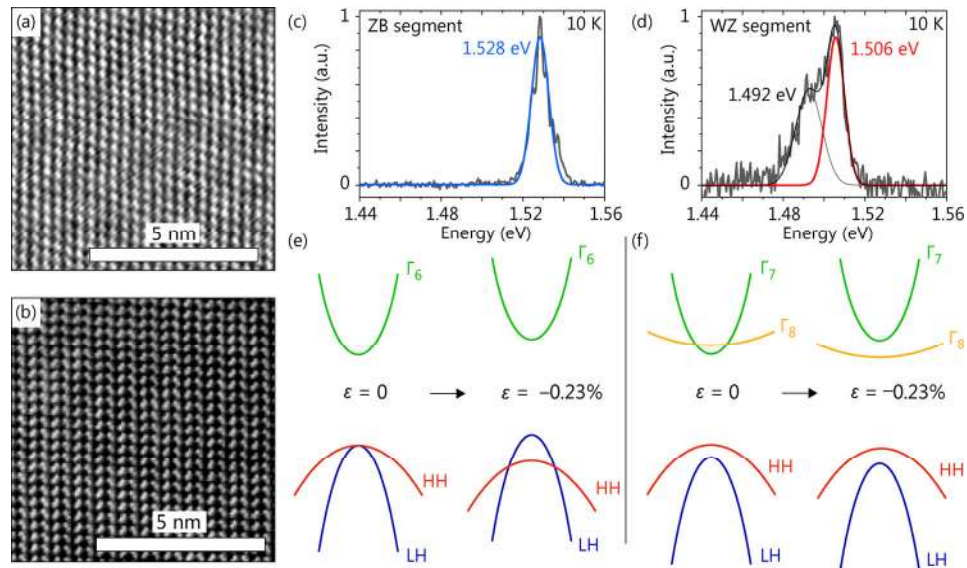 (a)
5 nm
(b)
5 nm
(c)
ZB segment
10 K
1.528 eV
Intensity (a.u.)
1
0
1.44
1.48
1.52
1.56
Energy (eV)
(d)
WZ segment
10 K
1.506 eV
1.492 eV
Intensity (a.u.)
1
0
1.44
1.48
1.52
1.56
Energy (eV)
(e)
Γ6
Γ6
ε = 0
ε = −0.23%
HH
HH
LH
(f)
Γ7
Γ7
Γ8
Γ8
ε = 0
ε = −0.23%
HH
HH
LH
LH